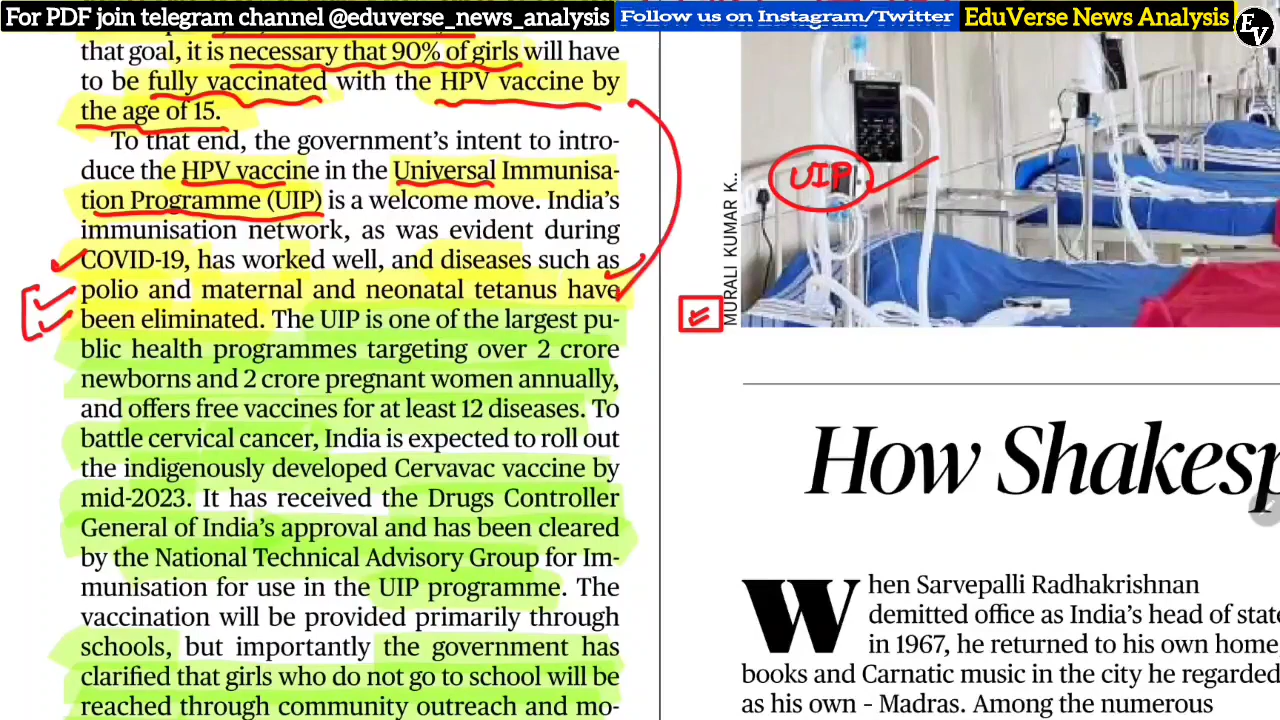 For PDF join telegram channel @eduverse_news_analysis
Follow us on Instagram/Twitter
EduVerse News Analysis
EV
that goal, it is necessary that 90% of girls will have
to be fully vaccinated with the HPV vaccine by
the age of 15.
To that end, the government's intent to intro-
duce the HPV vaccine in the Universal Immunisa-
tion Programme (UIP) is a welcome move. India's
immunisation network, as was evident during
COVID-19, has worked well, and diseases such as
polio and maternal and neonatal tetanus have
been eliminated. The UIP is one of the largest pu-
blic health programmes targeting over 2 crore
newborns and 2 crore pregnant women annually,
and offers free vaccines for at least 12 diseases. To
battle cervical cancer, India is expected to roll out
the indigenously developed Cervavac vaccine by
mid-2023. It has received the Drugs Controller
General of India's approval and has been cleared
by the National Technical Advisory Group for Im-
munisation for use in the UIP programme. The
vaccination will be provided primarily through
schools, but importantly the government has
clarified that girls who do not go to school will be
reached through community outreach and mo-
UIP
MURALI KUMAR K..
How Shakesp
When Sarvepalli Radhakrishnan
demitted office as India's head of state
in 1967, he returned to his own home,
books and Carnatic music in the city he regarded
as his own – Madras. Among the numerous